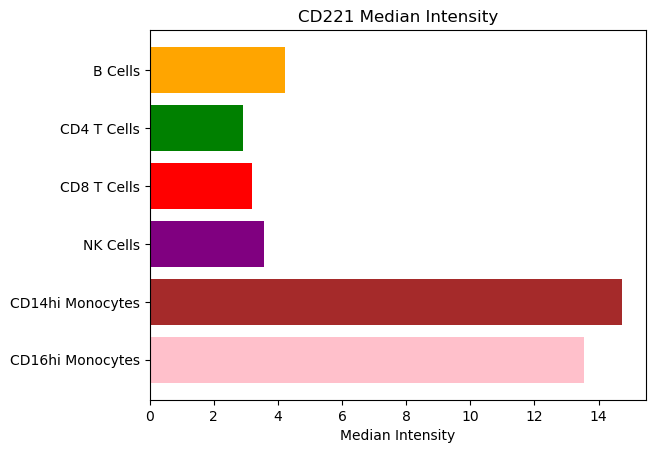 CD221 Median Intensity
B Cells
CD4 T Cells
CD8 T Cells
NK Cells
CD14hi Monocytes
CD16hi Monocytes
0 2 4 6 8 10 12 14
Median Intensity